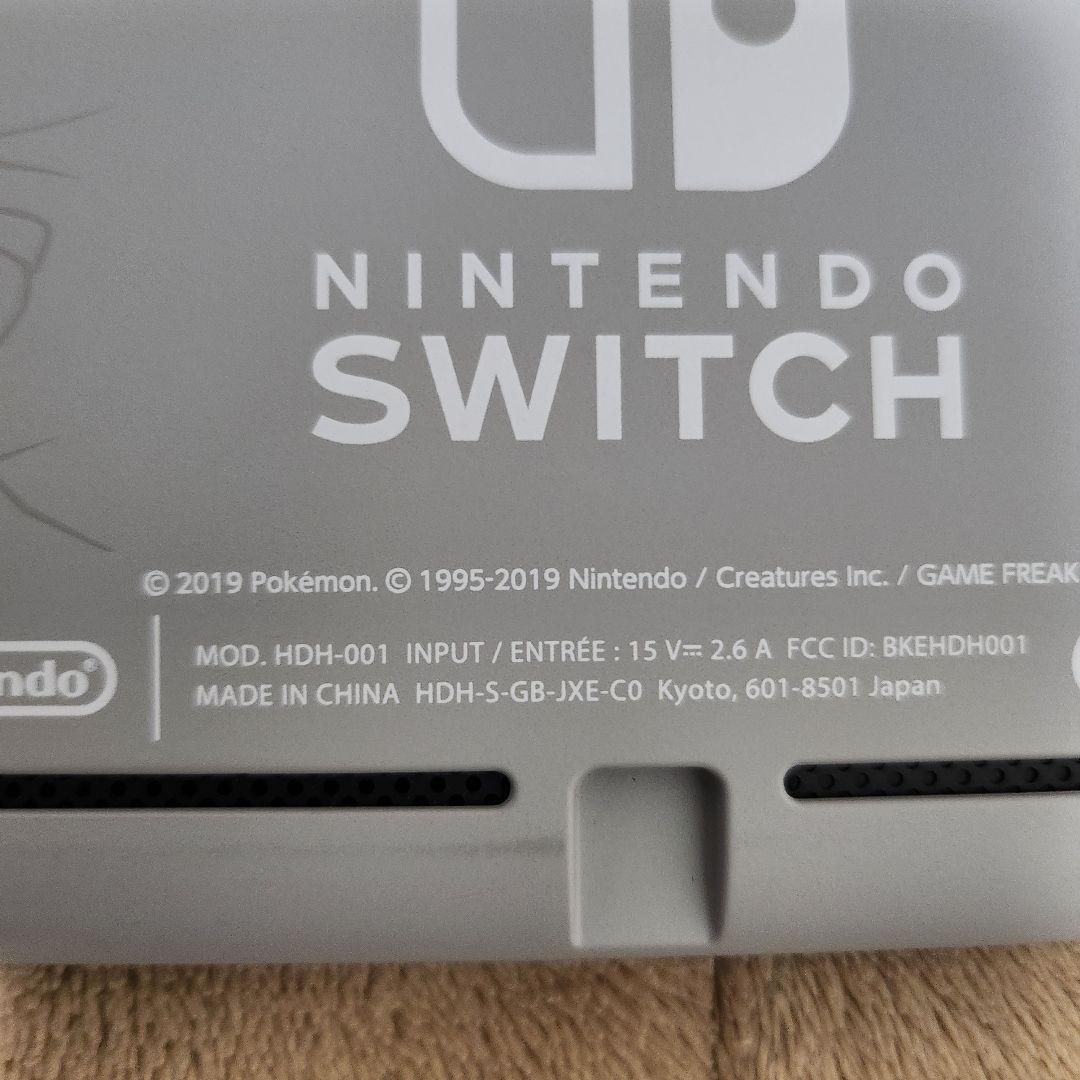 NINTENDO
SWITCH
© 2019 Pokémon. © 1995-2019 Nintendo / Creatures Inc. / GAME FREAK
MOD. HDH-001 INPUT / ENTRÉE : 15 V⎓ 2.6 A FCC ID: BKEHDH001
MADE IN CHINA HDH-S-GB-JXE-C0 Kyoto, 601-8501 Japan
ndo®